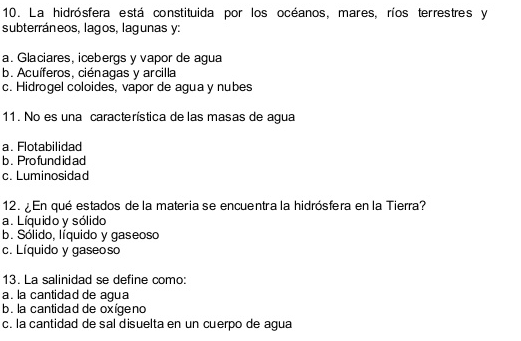 10. La hidrósfera está constituida por los océanos, mares, ríos terrestres y
subterráneos, lagos, lagunas y:
a. Glaciares, icebergs y vapor de agua
b. Acuíferos, ciénagas y arcilla
c. Hidrogel coloides, vapor de agua y nubes
11. No es una característica de las masas de agua
a. Flotabilidad
b. Profundidad
c. Luminosidad
12. ¿En qué estados de la materia se encuentra la hidrósfera en la Tierra?
a. Líquido y sólido
b. Sólido, líquido y gaseoso
c. Líquido y gaseoso
13. La salinidad se define como:
a. la cantidad de agua
b. la cantidad de oxígeno
c. la cantidad de sal disuelta en un cuerpo de agua